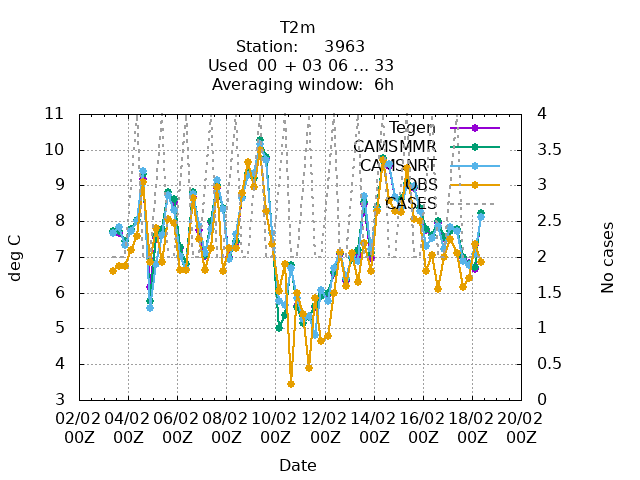 T2m
Station: 3963
Used 00 + 03 06 ... 33
Averaging window: 6h
11 4
Tegen
10 CAMSMMR 3.5
CAMSNRT
9 OBS 3
CASES
8 2.5
deg C
7 2
No cases
6 1.5
5 1
4 0.5
3 0
02/02 04/02 06/02 08/02 10/02 12/02 14/02 16/02 18/02 20/02
00Z 00Z 00Z 00Z 00Z 00Z 00Z 00Z 00Z 00Z
Date